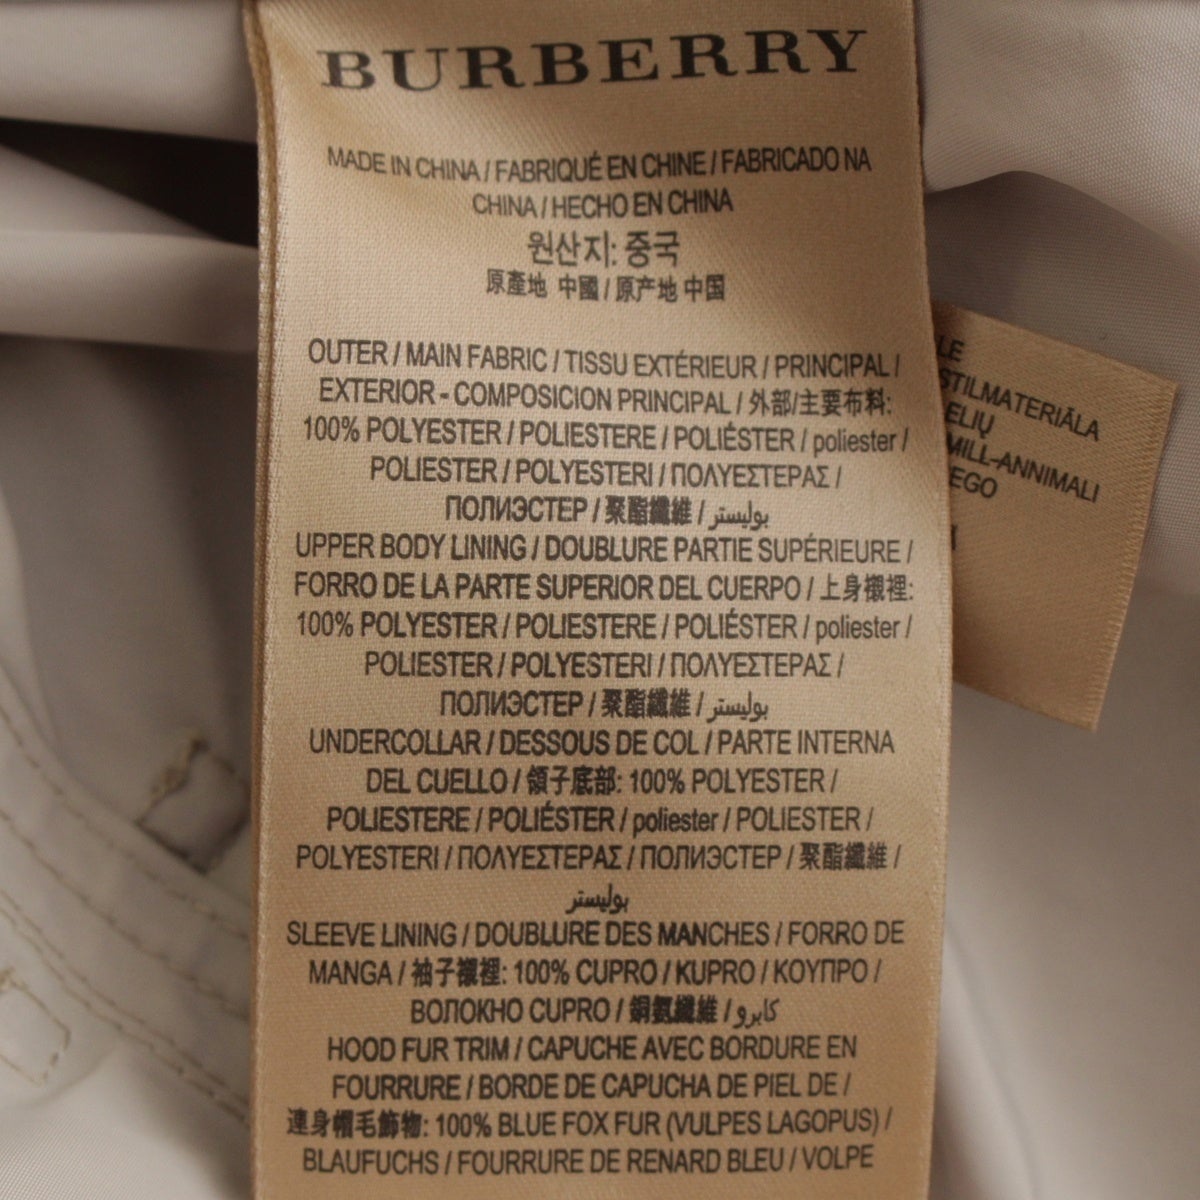 BURBERRY
MADE IN CHINA / FABRIQUÉ EN CHINE / FABRICADO NA
CHINA / HECHO EN CHINA
원산지: 중국
原產地 中國 / 原产地 中国
OUTER / MAIN FABRIC / TISSU EXTÉRIEUR / PRINCIPAL /
EXTERIOR - COMPOSICION PRINCIPAL / 外部/主要布料:
100% POLYESTER / POLIESTERE / POLIÉSTER / poliester /
POLIESTER / POLYESTERI / ΠΟΛΥΕΣΤΕΡΑΣ /
ПОЛИЭСТЕР / 聚酯纖維 / بوليستر
UPPER BODY LINING / DOUBLURE PARTIE SUPÉRIEURE /
FORRO DE LA PARTE SUPERIOR DEL CUERPO / 上身襯裡:
100% POLYESTER / POLIESTERE / POLIÉSTER / poliester /
POLIESTER / POLYESTERI / ΠΟΛΥΕΣΤΕΡΑΣ /
ПОЛИЭСТЕР / 聚酯纖維 / بوليستر
UNDERCOLLAR / DESSOUS DE COL / PARTE INTERNA
DEL CUELLO / 領子底部: 100% POLYESTER /
POLIESTERE / POLIÉSTER / poliester / POLIESTER /
POLYESTERI / ΠΟΛΥΕΣΤΕΡΑΣ / ПОЛИЭСТЕР / 聚酯纖維 /
بوليستر
SLEEVE LINING / DOUBLURE DES MANCHES / FORRO DE
MANGA / 袖子襯裡: 100% CUPRO / KUPRO / ΚΟΥΠΡΟ /
ВОЛОКНО CUPRO / 銅氨纖維 / كابرو
HOOD FUR TRIM / CAPUCHE AVEC BORDURE EN
FOURRURE / BORDE DE CAPUCHA DE PIEL DE /
連身帽毛飾物: 100% BLUE FOX FUR (VULPES LAGOPUS) /
BLAUFUCHS / FOURRURE DE RENARD BLEU / VOLPE
LE
STILMATERIĀLA
ELIŲ
MILL-ANNIMALI
EGO